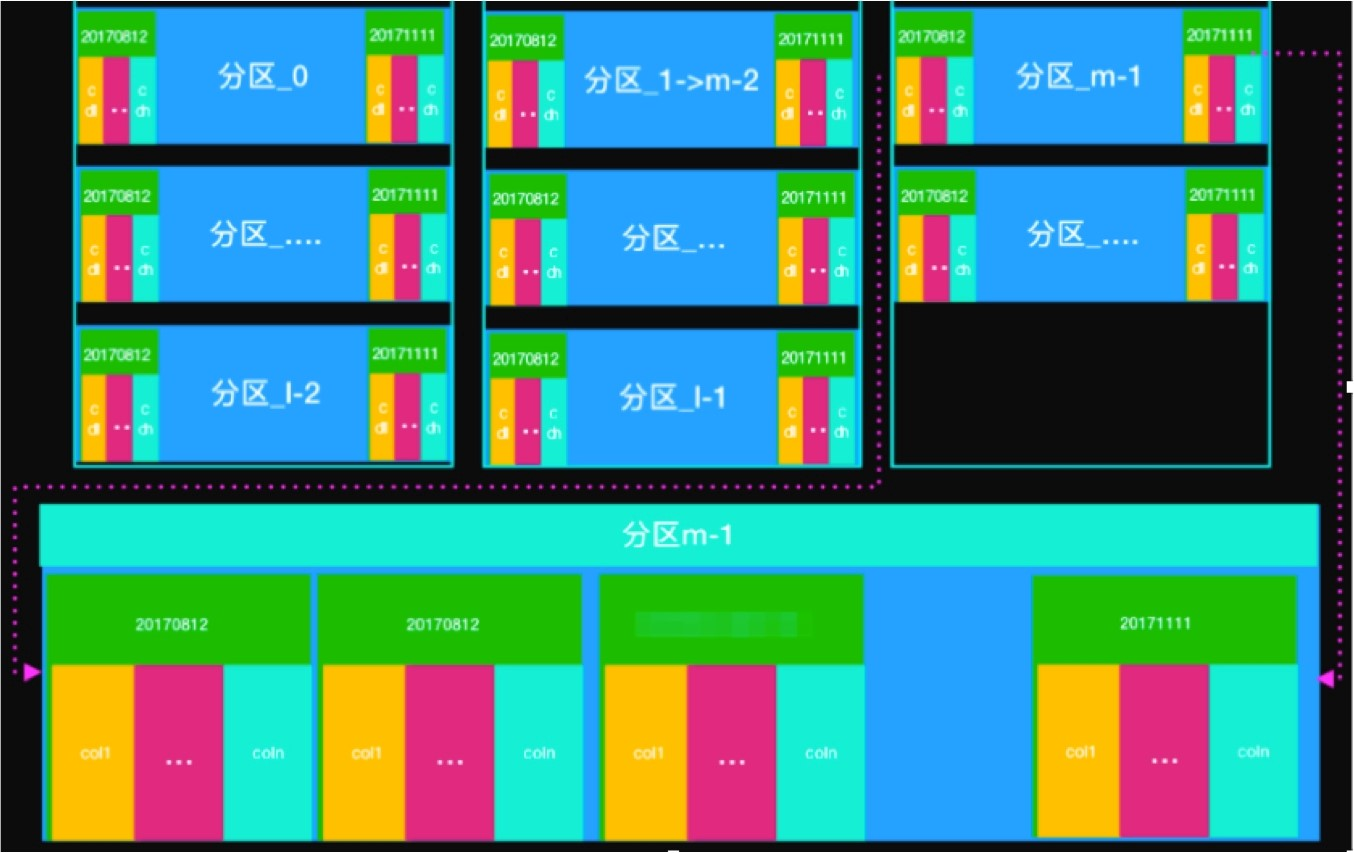 20170812
分区_0
20171111
c
dl
..
c
dh
c
dl
..
c
dh
20170812
分区_1->m-2
20171111
c
dl
..
c
dh
c
dl
..
c
dh
20170812
分区_m-1
20171111
c
dl
..
c
dh
c
dl
..
c
dh
20170812
分区_....
20171111
c
dl
..
c
dh
c
dl
..
c
dh
20170812
分区_...
20171111
c
dl
..
c
dh
c
dl
..
c
dh
20170812
分区_....
20171111
c
dl
..
c
dh
c
dl
..
c
dh
20170812
分区_l-2
20171111
c
dl
..
c
dh
c
dl
..
c
dh
20170812
分区_l-1
20171111
c
dl
..
c
dh
c
dl
..
c
dh
分区m-1
20170812
20170812
20171111
col1
...
coln
col1
...
coln
col1
...
coln
col1
...
coln